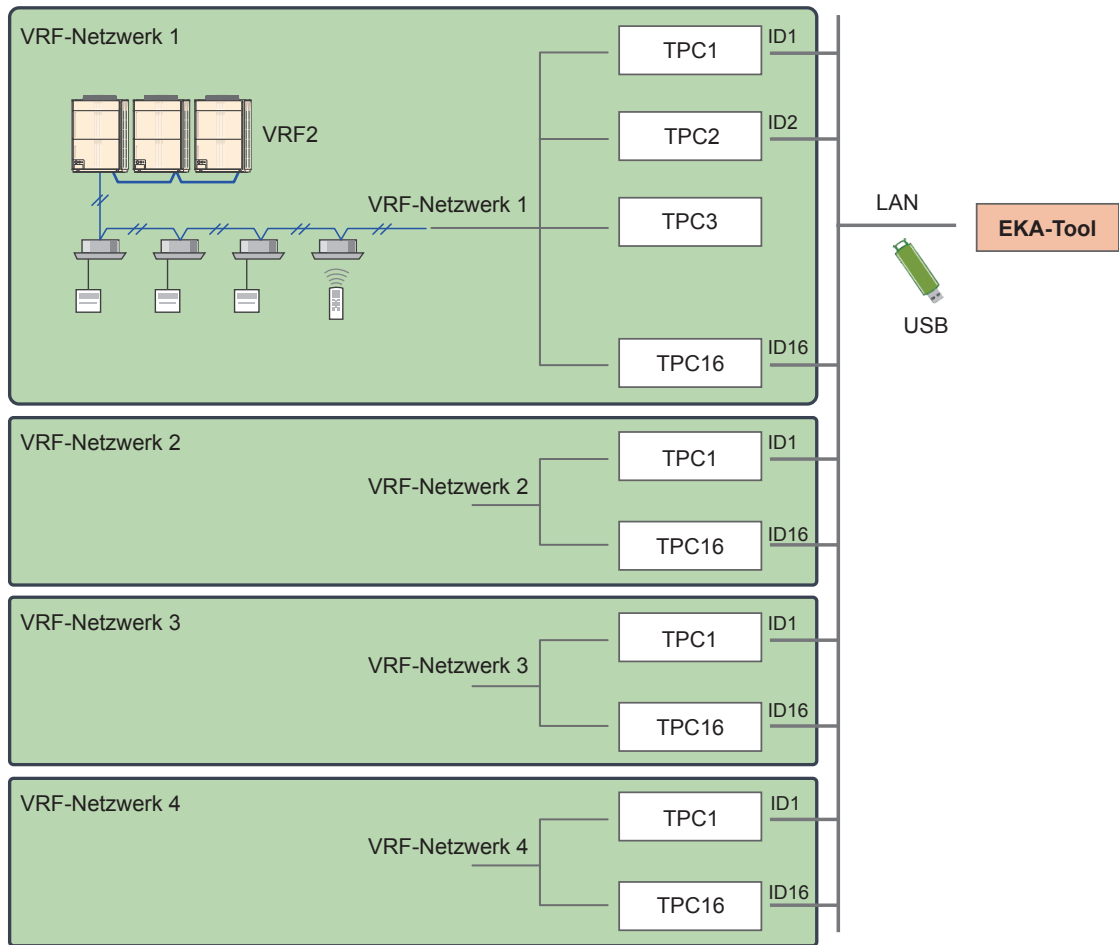 VRF-Netzwerk 1
TPC1
ID1
VRF2
TPC2
ID2
VRF-Netzwerk 1
TPC3
LAN
EKA-Tool
USB
TPC16
ID16
VRF-Netzwerk 2
TPC1
ID1
VRF-Netzwerk 2
TPC16
ID16
VRF-Netzwerk 3
TPC1
ID1
VRF-Netzwerk 3
TPC16
ID16
VRF-Netzwerk 4
TPC1
ID1
VRF-Netzwerk 4
TPC16
ID16